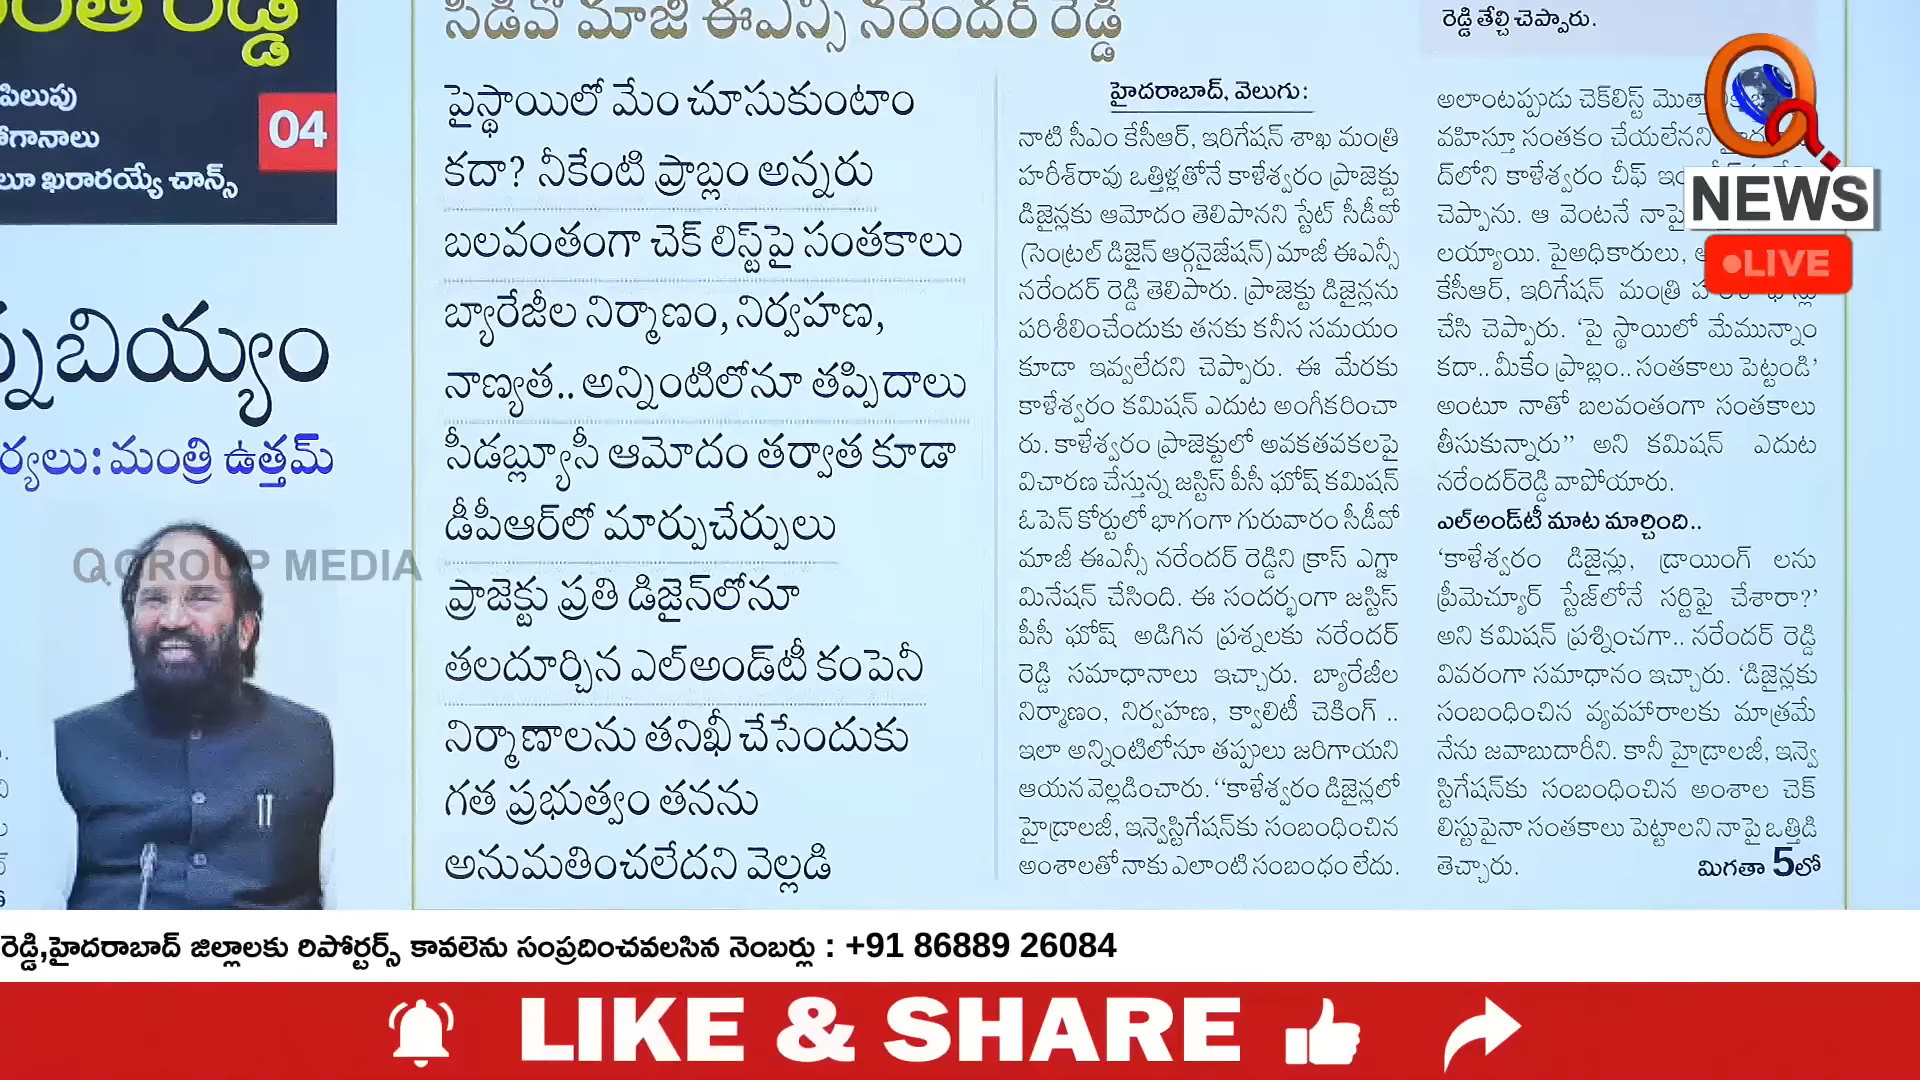 రెడ్డి
పిలుపు
04
లూ ఖరారయ్యే చాన్స్
న్నబియ్యం
మంత్రి ఉత్తమ్
సీడీవో మాజీ ఈఎన్సీ నరేందర్ రెడ్డి
పైస్థాయిలో మేం చూసుకుంటాం
కదా? నీకేంటి ప్రాబ్లం అన్నరు
బలవంతంగా చెక్ లిస్ట్‌పై సంతకాలు
బ్యారేజీల నిర్మాణం, నిర్వహణ,
నాణ్యత.. అన్నింటిలోనూ తప్పిదాలు
సీడబ్ల్యూసీ ఆమోదం తర్వాత కూడా
డీపీఆర్‌లో మార్పుచేర్పులు
ప్రాజెక్టు ప్రతి డిజైన్‌లోనూ
తలదూర్చిన ఎల్అండ్‌టీ కంపెనీ
నిర్మాణాలను తనిఖీ చేసేందుకు
గత ప్రభుత్వం తనను
అనుమతించలేదని వెల్లడి
హైదరాబాద్, వెలుగు:
నాటి సీఎం కేసీఆర్, ఇరిగేషన్ శాఖ మంత్రి
హరీశ్‌రావు ఒత్తిళ్లతోనే కాళేశ్వరం ప్రాజెక్టు
డిజైన్లకు ఆమోదం తెలిపానని స్టేట్ సీడీవో
(సెంట్రల్ డిజైన్ ఆర్గనైజేషన్) మాజీ ఈఎన్సీ
నరేందర్ రెడ్డి తెలిపారు. ప్రాజెక్టు డిజైన్లను
పరిశీలించేందుకు తనకు కనీస సమయం
కూడా ఇవ్వలేదని చెప్పారు. ఈ మేరకు
కాళేశ్వరం కమిషన్ ఎదుట అంగీకరించా
రు. కాళేశ్వరం ప్రాజెక్టులో అవకతవకలపై
విచారణ చేస్తున్న జస్టిస్ పీసీ ఘోష్ కమిషన్
ఓపెన్ కోర్టులో భాగంగా గురువారం సీడీవో
మాజీ ఈఎన్సీ నరేందర్ రెడ్డిని క్రాస్ ఎగ్జా
మినేషన్ చేసింది. ఈ సందర్భంగా జస్టిస్
పీసీ ఘోష్ అడిగిన ప్రశ్నలకు నరేందర్
రెడ్డి సమాధానాలు ఇచ్చారు. బ్యారేజీల
నిర్మాణం, నిర్వహణ, క్వాలిటీ చెకింగ్ ..
ఇలా అన్నింటిలోనూ తప్పులు జరిగాయని
ఆయన వెల్లడించారు. “కాళేశ్వరం డిజైన్లలో
హైడ్రాలజీ, ఇన్వెస్టిగేషన్‌కు సంబంధించిన
అంశాలతో నాకు ఎలాంటి సంబంధం లేదు.
రెడ్డి తేల్చి చెప్పారు.
అలాంటప్పుడు చెక్‌లిస్ట్
వహిస్తూ సంతకం చేయలేనని
ద్‌లోని కాళేశ్వరం చీఫ్
చెప్పాను. ఆ వెంటనే నాపై
లయ్యాయి. పైఅధికారులు,
కేసీఆర్, ఇరిగేషన్ మంత్రి
చేసి చెప్పారు. ‘పై స్థాయిలో మేమున్నాం
కదా.. మీకేం ప్రాబ్లం.. సంతకాలు పెట్టండి’
అంటూ నాతో బలవంతంగా సంతకాలు
తీసుకున్నారు” అని కమిషన్ ఎదుట
నరేందర్‌రెడ్డి వాపోయారు.
ఎల్అండ్‌టీ మాట మార్చింది..
‘కాళేశ్వరం డిజైన్లు, డ్రాయింగ్ లను
ప్రీమెచ్యూర్ స్టేజ్‌లోనే సర్టిఫై చేశారా?’
అని కమిషన్ ప్రశ్నించగా.. నరేందర్ రెడ్డి
వివరంగా సమాధానం ఇచ్చారు. ‘డిజైన్లకు
సంబంధించిన వ్యవహారాలకు మాత్రమే
నేను జవాబుదారీని. కానీ హైడ్రాలజీ, ఇన్వె
స్టిగేషన్‌కు సంబంధించిన అంశాల చెక్
లిస్టుపైనా సంతకాలు పెట్టాలని నాపై ఒత్తిడి
తెచ్చారు. మిగతా 5లో
Q NEWS
LIVE
Q GROUP MEDIA
రెడ్డి,హైదరాబాద్ జిల్లాలకు రిపోర్టర్స్ కావలెను సంప్రదించవలసిన నెంబర్లు : +91 86889 26084
LIKE & SHARE